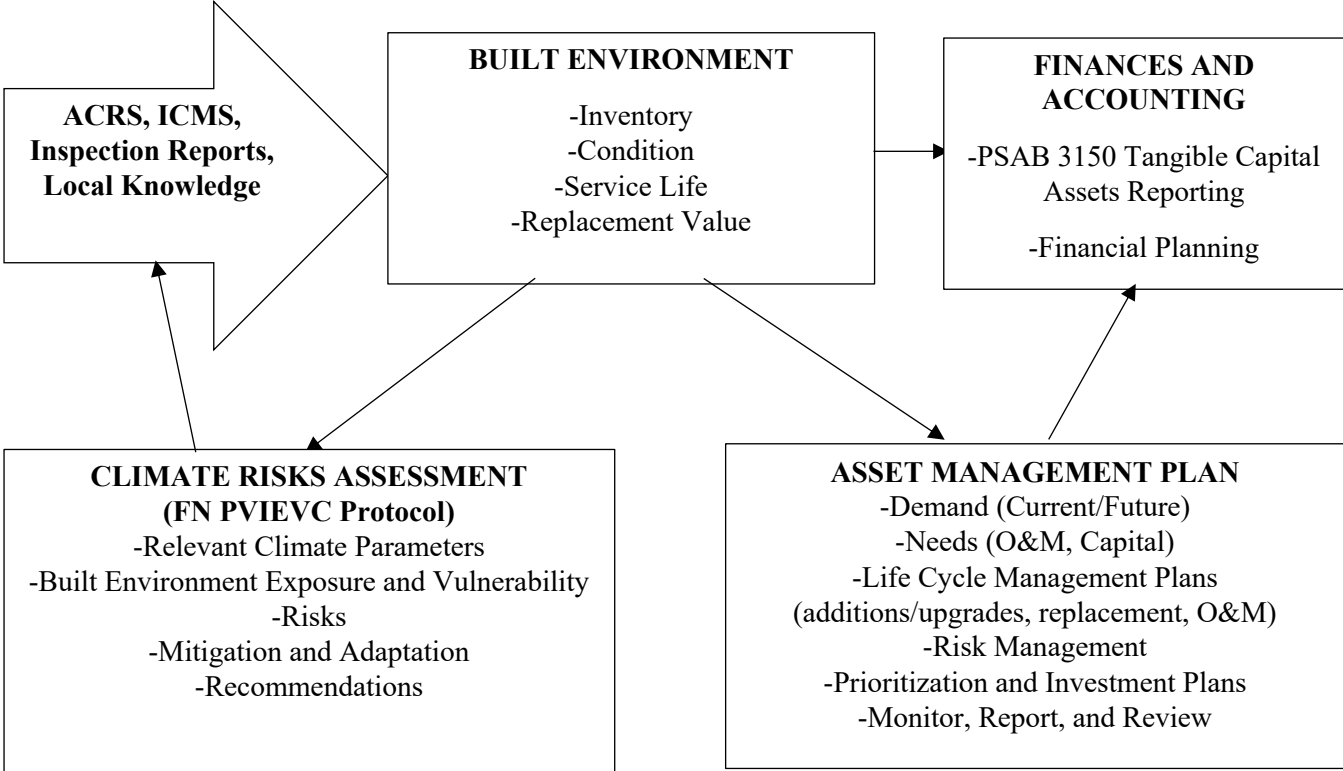 ACRS, ICMS,
Inspection Reports,
Local Knowledge
BUILT ENVIRONMENT
-Inventory
-Condition
-Service Life
-Replacement Value
FINANCES AND
ACCOUNTING
-PSAB 3150 Tangible Capital
Assets Reporting
-Financial Planning
CLIMATE RISKS ASSESSMENT
(FN PVIEVC Protocol)
-Relevant Climate Parameters
-Built Environment Exposure and Vulnerability
-Risks
-Mitigation and Adaptation
-Recommendations
ASSET MANAGEMENT PLAN
-Demand (Current/Future)
-Needs (O&M, Capital)
-Life Cycle Management Plans
(additions/upgrades, replacement, O&M)
-Risk Management
-Prioritization and Investment Plans
-Monitor, Report, and Review